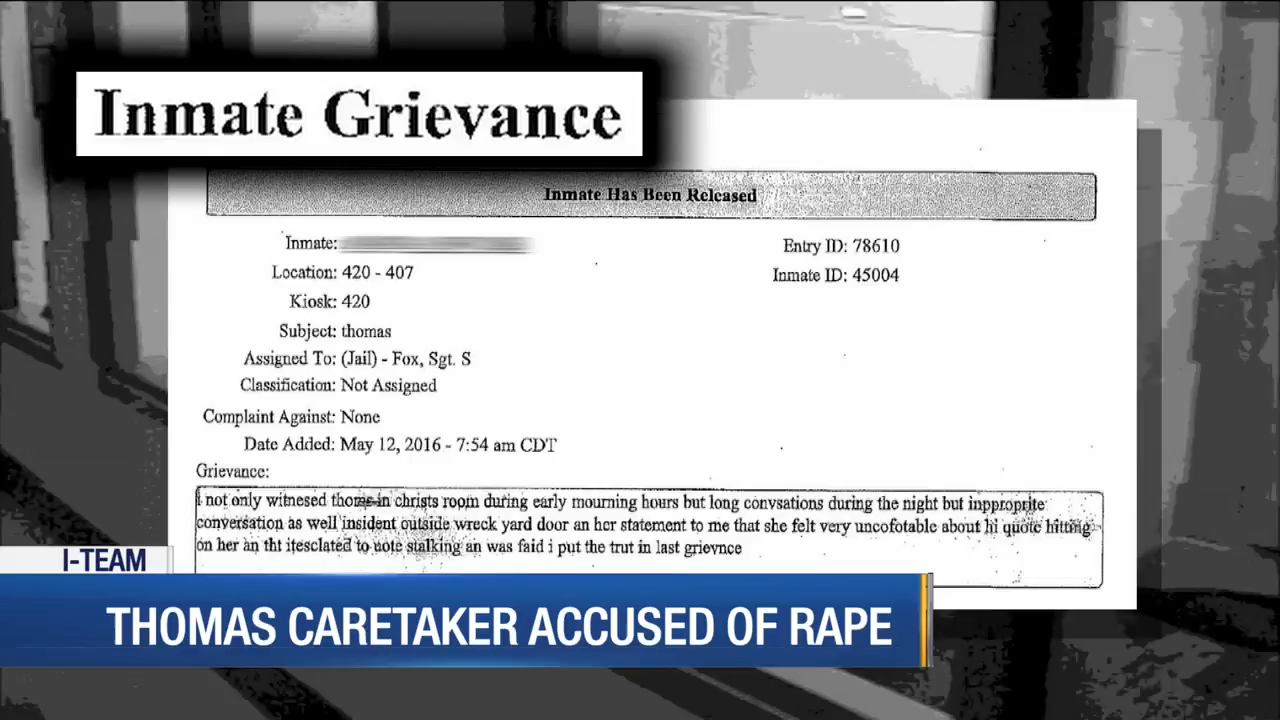 Inmate Grievance
Inmate Has Been Released
Inmate:
Entry ID: 78610
Location: 420 - 407
Inmate ID: 45004
Kiosk: 420
Subject: thomas
Assigned To: (Jail) - Fox, Sgt. S
Classification: Not Assigned
Complaint Against: None
Date Added: May 12, 2016 - 7:54 am CDT
Grievance:
i not only witnesed thomas in christs room during early mourning hours but long convsations during the night but inpproprite
conversation as well insident outside wreck yard door an her statement to me that she felt very uncofotable about hi quote hitting
on her an tht itesclated to uote stalking an was faid i put the trut in last grievnce
I-TEAM
THOMAS CARETAKER ACCUSED OF RAPE